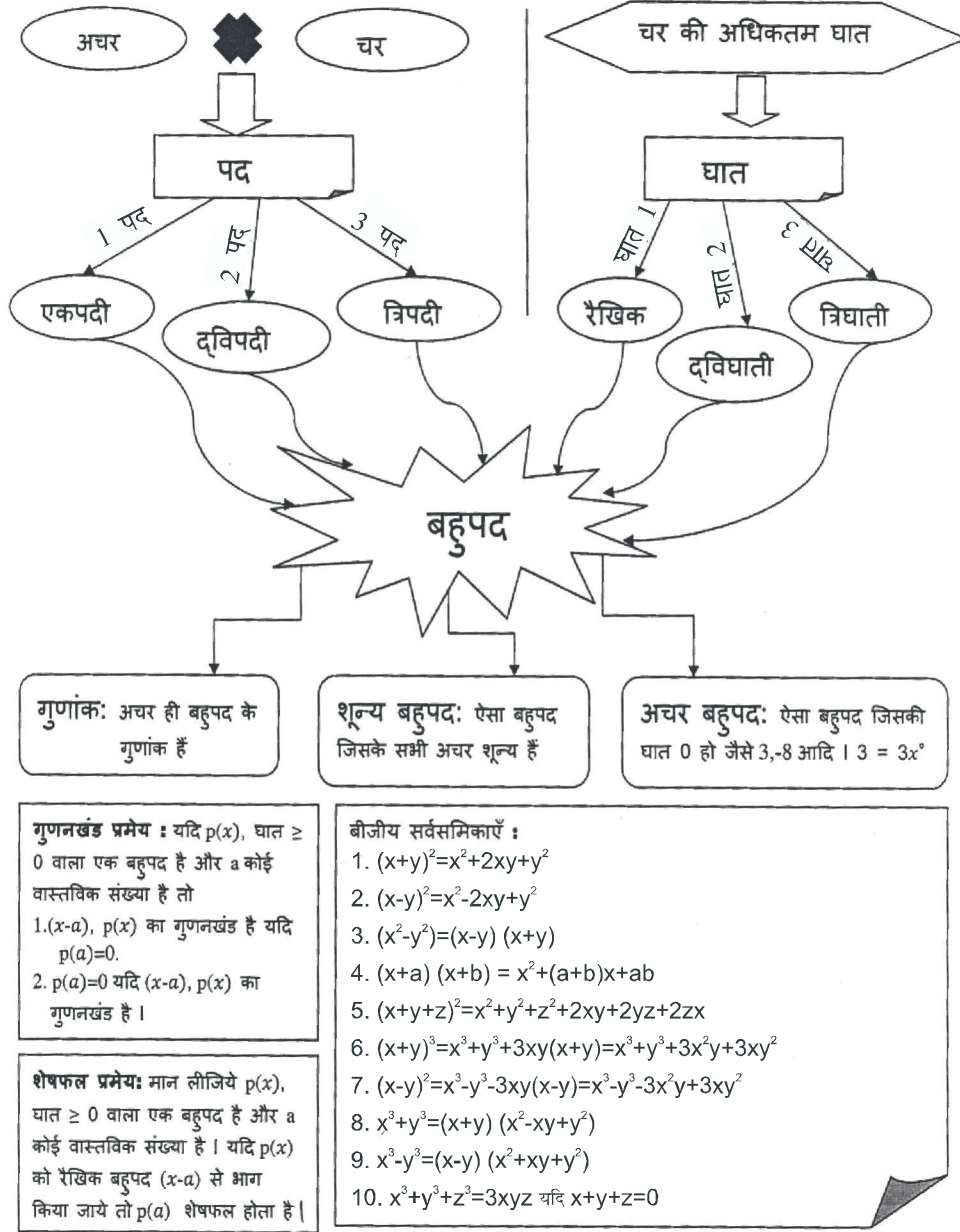 अचर
चर
चर की अधिकतम घात
पद
घात
1 पद
2 पद
3 पद
घात 1
घात 2
घात 3
एकपदी
द्विपदी
त्रिपदी
रैखिक
द्विघाती
त्रिघाती
बहुपद
गुणांक: अचर ही बहुपद के
गुणांक हैं
शून्य बहुपद: ऐसा बहुपद
जिसके सभी अचर शून्य हैं
अचर बहुपद: ऐसा बहुपद जिसकी
घात 0 हो जैसे 3,-8 आदि । 3 = 3x°
गुणनखंड प्रमेय : यदि p(x), घात ≥
0 वाला एक बहुपद है और a कोई
वास्तविक संख्या है तो
1.(x-a), p(x) का गुणनखंड है यदि
p(a)=0.
2. p(a)=0 यदि (x-a), p(x) का
गुणनखंड है ।
शेषफल प्रमेय: मान लीजिये p(x),
घात ≥ 0 वाला एक बहुपद है और a
कोई वास्तविक संख्या है । यदि p(x)
को रैखिक बहुपद (x-a) से भाग
किया जाये तो p(a) शेषफल होता है |
बीजीय सर्वसमिकाएँ :
1. (x+y)²=x²+2xy+y²
2. (x-y)²=x²-2xy+y²
3. (x²-y²)=(x-y) (x+y)
4. (x+a) (x+b) = x²+(a+b)x+ab
5. (x+y+z)²=x²+y²+z²+2xy+2yz+2zx
6. (x+y)³=x³+y³+3xy(x+y)=x³+y³+3x²y+3xy²
7. (x-y)²=x³-y³-3xy(x-y)=x³-y³-3x²y+3xy²
8. x³+y³=(x+y) (x²-xy+y²)
9. x³-y³=(x-y) (x²+xy+y²)
10. x³+y³+z³=3xyz यदि x+y+z=0